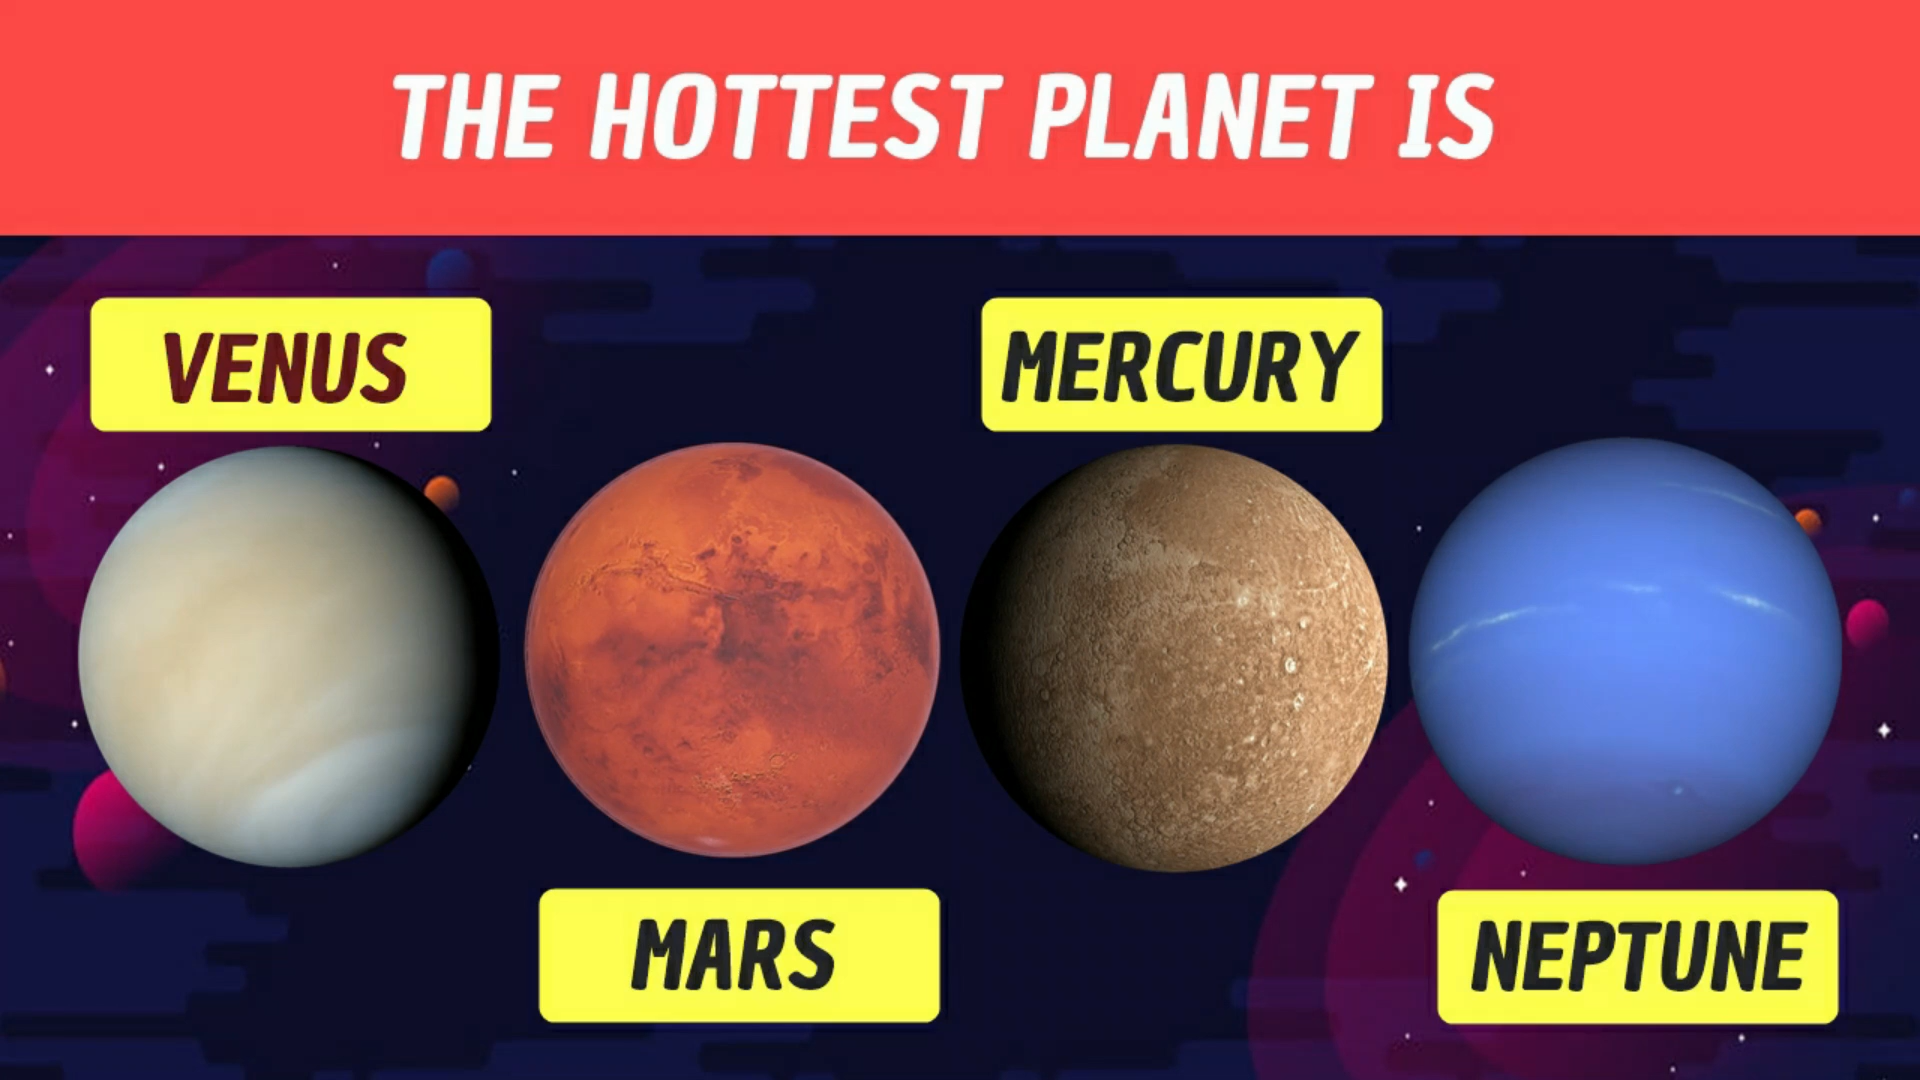 THE HOTTEST PLANET IS
VENUS
MERCURY
MARS
NEPTUNE